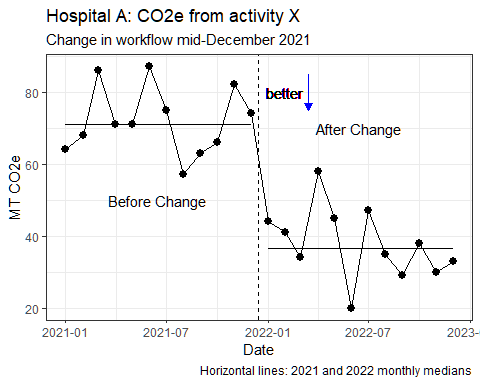 Hospital A: CO2e from activity X
Change in workflow mid-December 2021
MT CO2e
80
60
40
20
better
After Change
Before Change
2021-01
2021-07
2022-01
2022-07
2023-
Date
Horizontal lines: 2021 and 2022 monthly medians